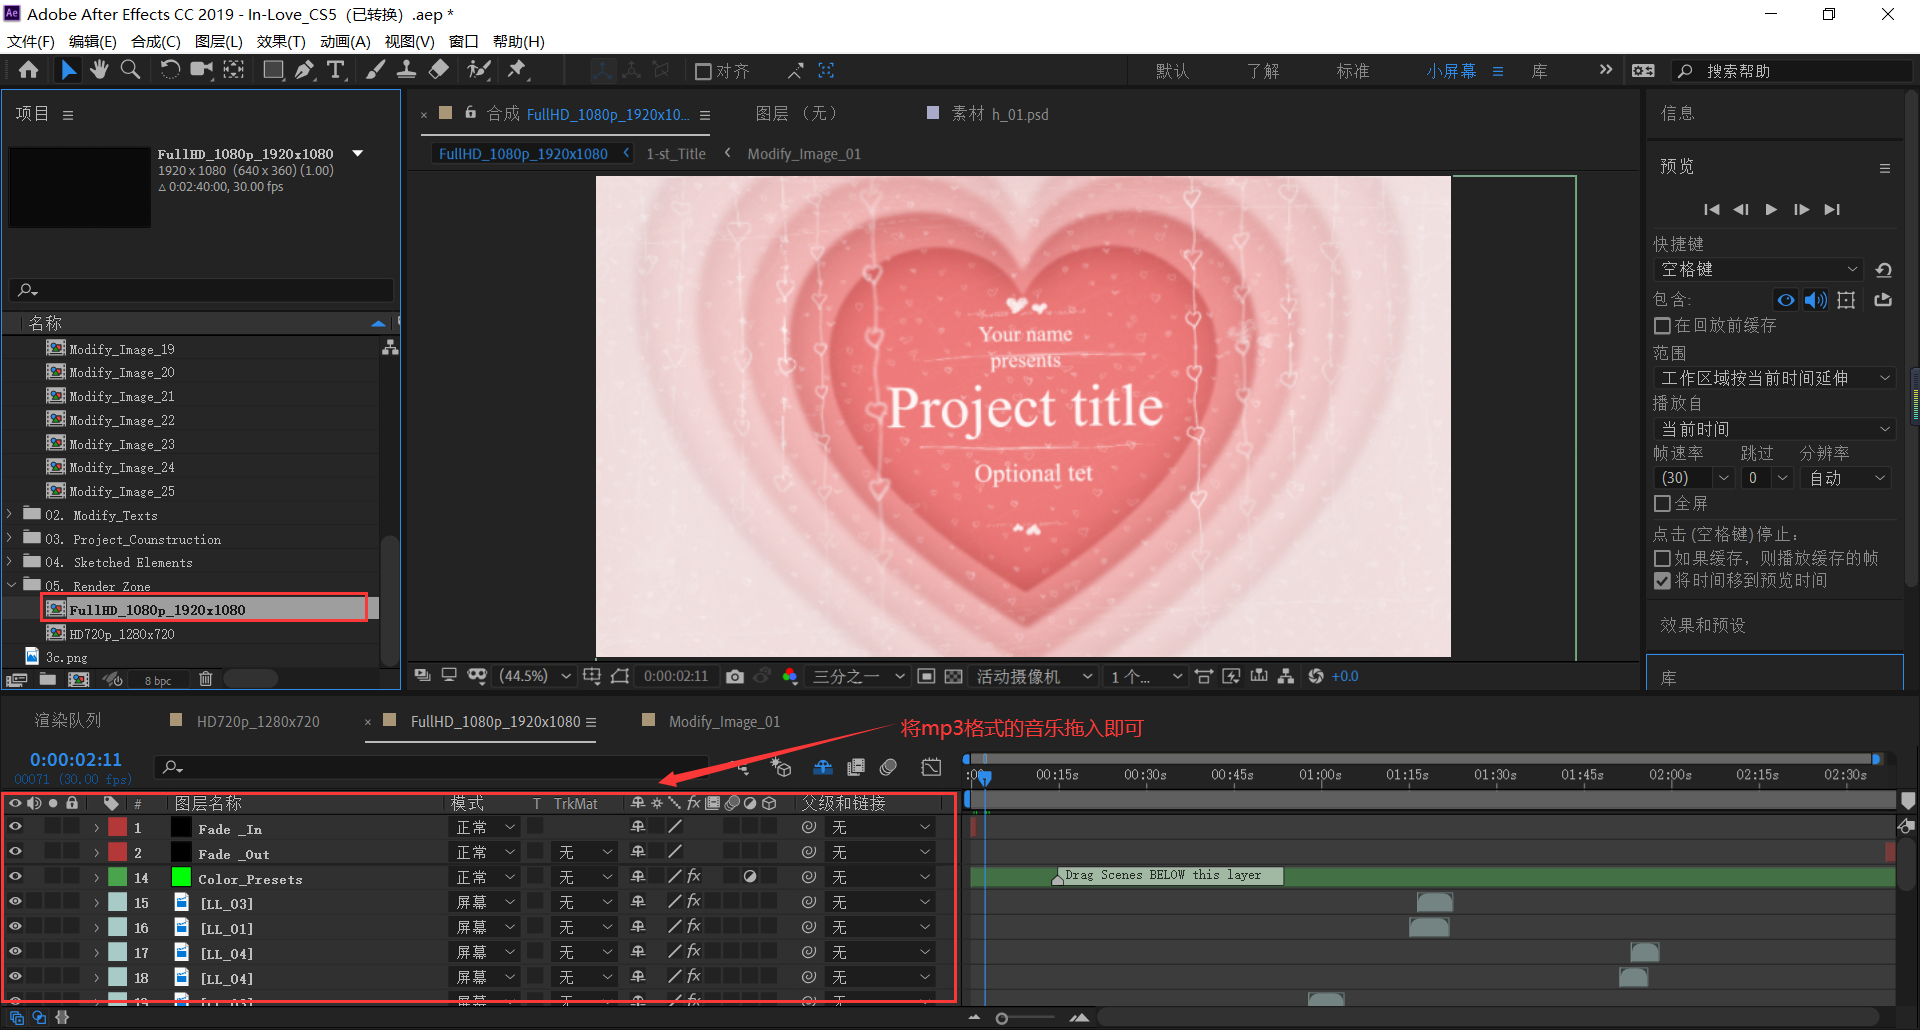 Adobe After Effects CC 2019 - In-Love_CS5（已转换）.aep *
文件(F) 编辑(E) 合成(C) 图层(L) 效果(T) 动画(A) 视图(V) 窗口 帮助(H)
对齐 默认 了解 标准 小屏幕 库 搜索帮助
项目
FullHD_1080p_1920x1080
1920 x 1080 (640 x 360) (1.00)
△ 0:02:40:00, 30.00 fps
名称
Modify_Image_19
Modify_Image_20
Modify_Image_21
Modify_Image_22
Modify_Image_23
Modify_Image_24
Modify_Image_25
02. Modify_Texts
03. Project_Counstruction
04. Sketched Elements
05. Render Zone
FullHD_1080p_1920x1080
HD720p_1280x720
3c.png
8 bpc
合成 FullHD_1080p_1920x10... 图层 （无） 素材 h_01.psd
FullHD_1080p_1920x1080 1-st_Title Modify_Image_01
Your name
presents
Project title
Optional tet
(44.5%) 0:00:02:11 三分之一 活动摄像机 1 个... +0.0
信息
预览
快捷键
空格键
包含:
在回放前缓存
范围
工作区域按当前时间延伸
播放自
当前时间
帧速率 跳过 分辨率
(30) 0 自动
全屏
点击(空格键)停止:
如果缓存，则播放缓存的帧
将时间移到预览时间
效果和预设
库
渲染队列 HD720p_1280x720 FullHD_1080p_1920x1080 Modify_Image_01
将mp3格式的音乐拖入即可
0:00:02:11
00071 (30.00 fps)
:00 00:15s 00:30s 00:45s 01:00s 01:15s 01:30s 01:45s 02:00s 02:15s 02:30s
# 图层名称 模式 T TrkMat fx 父级和链接
1 Fade _In 正常 无
2 Fade _Out 正常 无 无
14 Color_Presets 正常 无 fx 无
Drag Scenes BELOW this layer
15 [LL_03] 屏幕 无 fx 无
16 [LL_01] 屏幕 无 fx 无
17 [LL_04] 屏幕 无 fx 无
18 [LL_04] 屏幕 无 fx 无